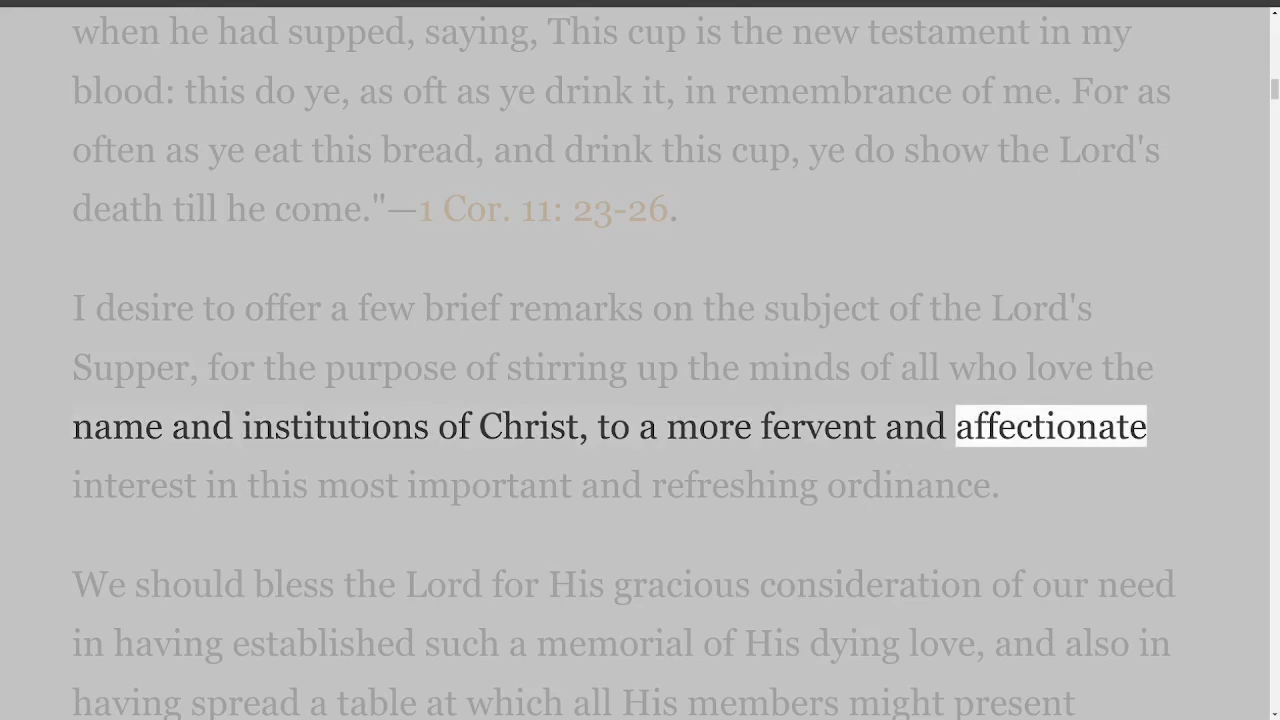 when he had supped, saying, This cup is the new testament in my
blood: this do ye, as oft as ye drink it, in remembrance of me. For as
often as ye eat this bread, and drink this cup, ye do show the Lord's
death till he come."—1 Cor. 11: 23-26.
I desire to offer a few brief remarks on the subject of the Lord's
Supper, for the purpose of stirring up the minds of all who love the
name and institutions of Christ, to a more fervent and affectionate
interest in this most important and refreshing ordinance.
We should bless the Lord for His gracious consideration of our need
in having established such a memorial of His dying love, and also in
having spread a table at which all His members might present